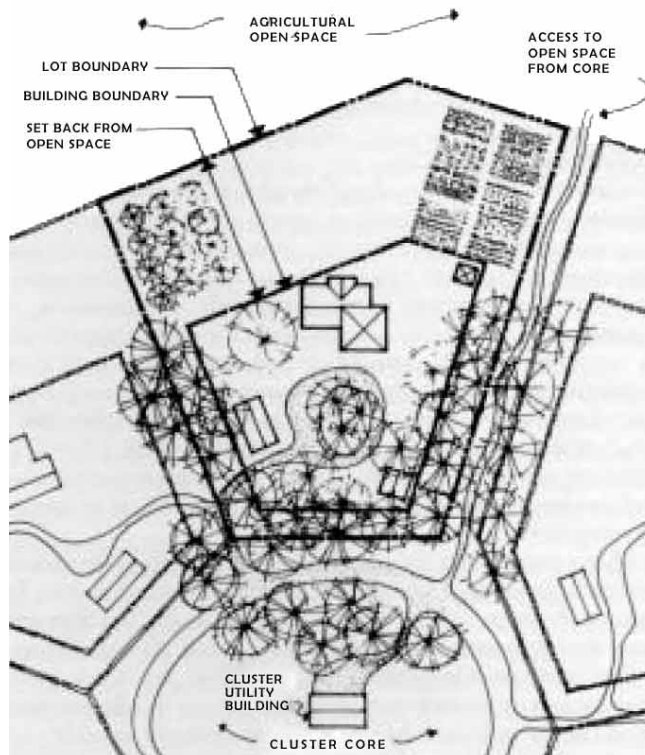 AGRICULTURAL
OPEN SPACE
ACCESS TO
OPEN SPACE
FROM CORE
LOT BOUNDARY
BUILDING BOUNDARY
SET BACK FROM
OPEN SPACE
CLUSTER
UTILITY
BUILDING
CLUSTER CORE